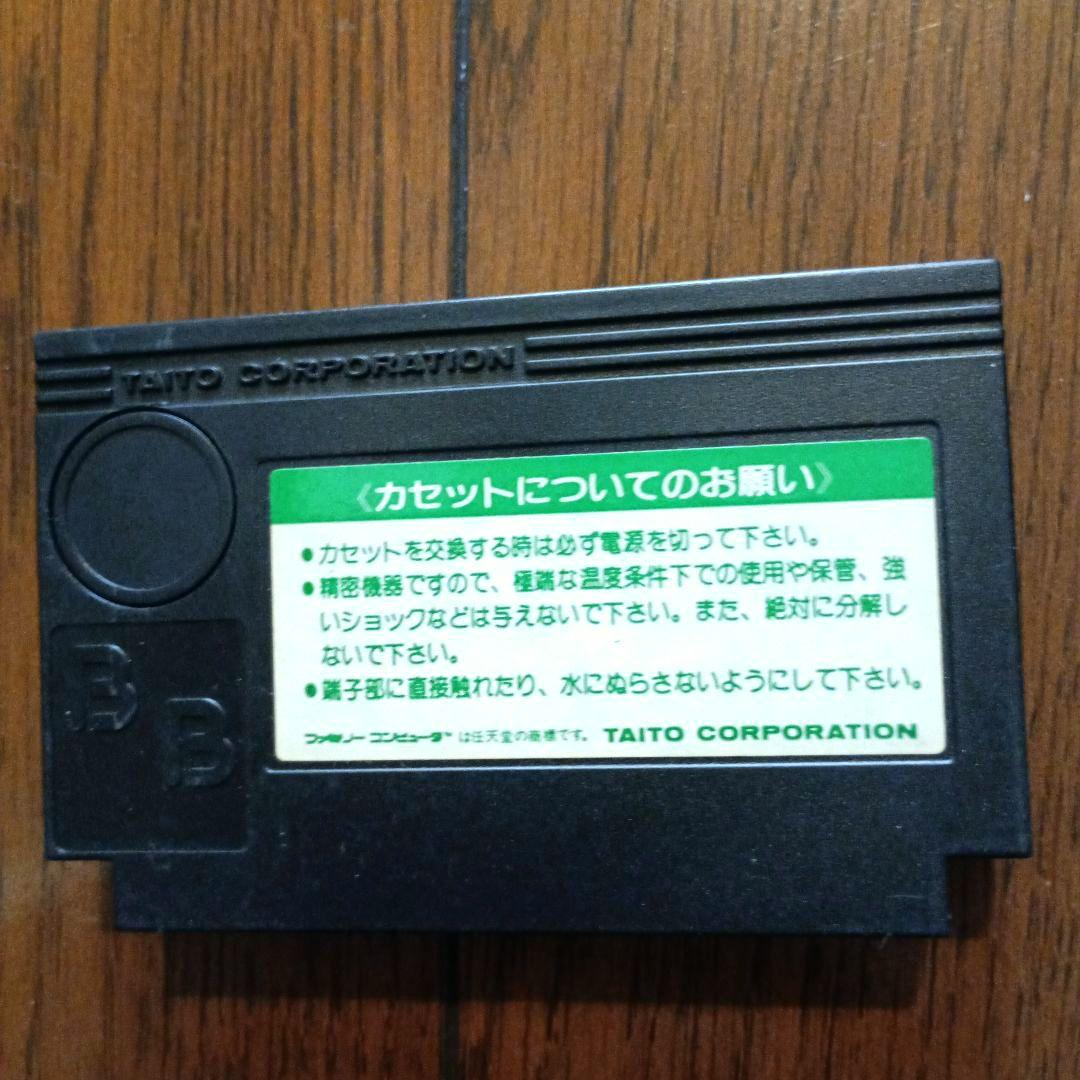 TAITO CORPORATION
《カセットについてのお願い》
●カセットを交換する時は必ず電源を切って下さい。
●精密機器ですので、極端な温度条件下での使用や保管、強
いショックなどは与えないで下さい。また、絶対に分解し
ないで下さい。
●端子部に直接触れたり、水にぬらさないようにして下さい。
ファミリーコンピュータ™は任天堂の商標です。 TAITO CORPORATION
B
B